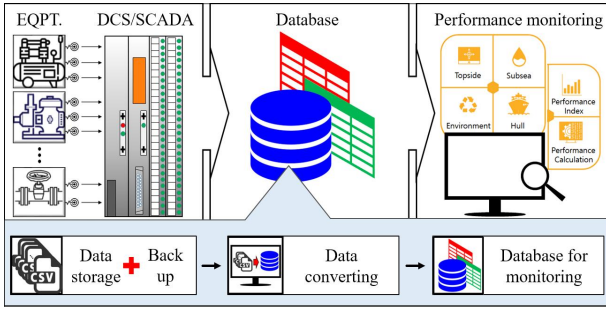 EQPT.
DCS/SCADA
Database
Performance monitoring
Topside
Subsea
Environment
Hull
Performance
Index
Performance
Calculation
CSV
Data
storage
Back
up
Data
converting
Database for
monitoring